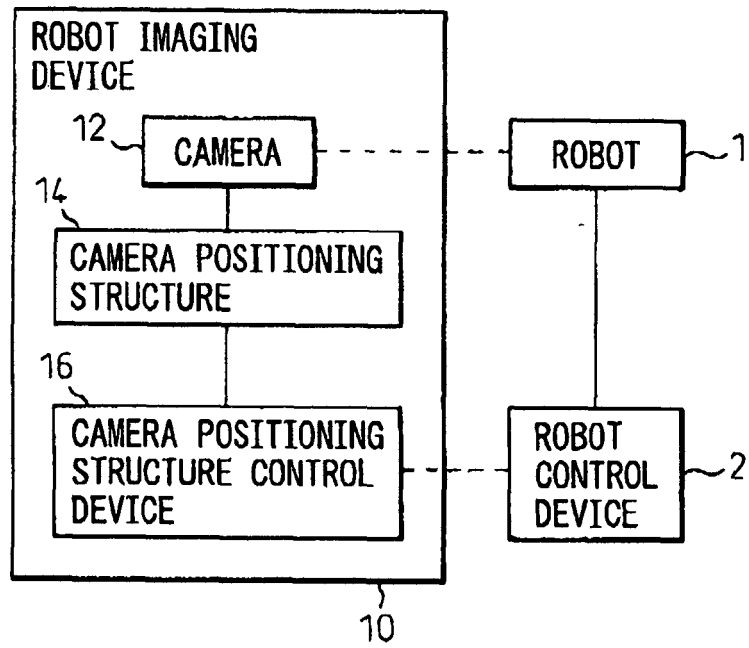 ROBOT IMAGING
DEVICE
12
CAMERA
ROBOT
1
14
CAMERA POSITIONING
STRUCTURE
16
CAMERA POSITIONING
STRUCTURE CONTROL
DEVICE
ROBOT
CONTROL
DEVICE
2
10